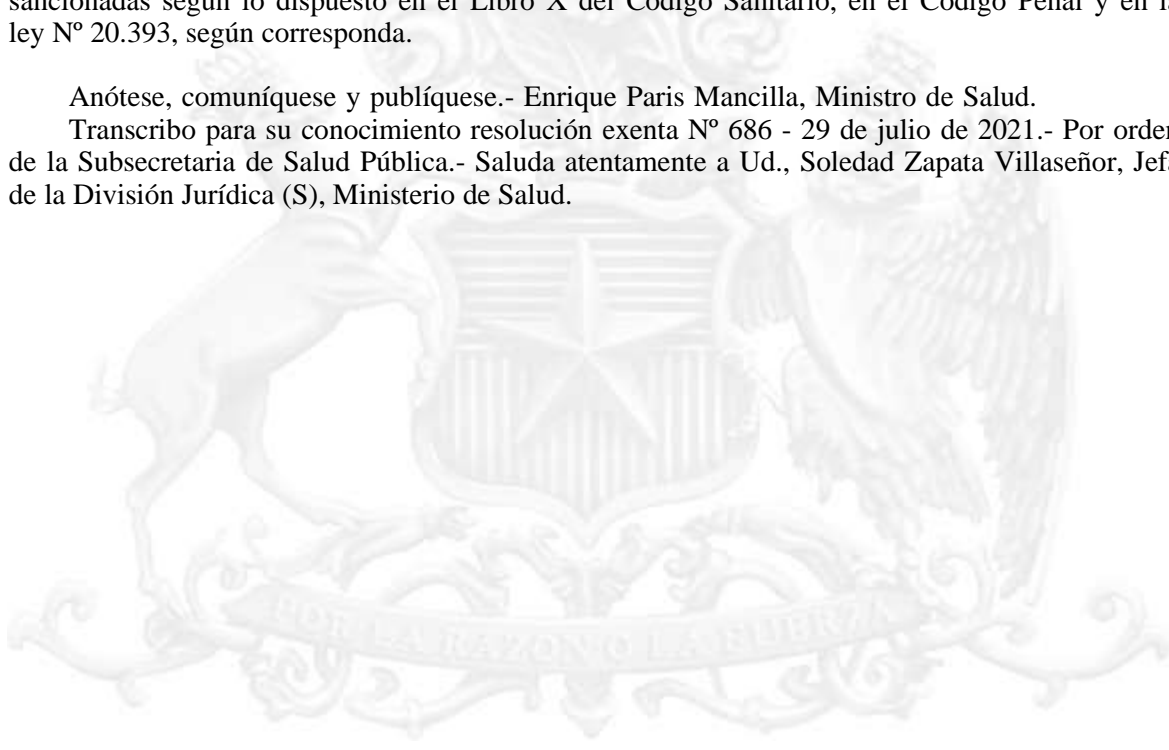 sancionadas según lo dispuesto en el Libro X del Código Sanitario, en el Código Penal y en la
ley Nº 20.393, según corresponda.
Anótese, comuníquese y publíquese.- Enrique Paris Mancilla, Ministro de Salud.
Transcribo para su conocimiento resolución exenta Nº 686 - 29 de julio de 2021.- Por orden
de la Subsecretaria de Salud Pública.- Saluda atentamente a Ud., Soledad Zapata Villaseñor, Jefa
de la División Jurídica (S), Ministerio de Salud.
POR LA RAZON O LA FUERZA